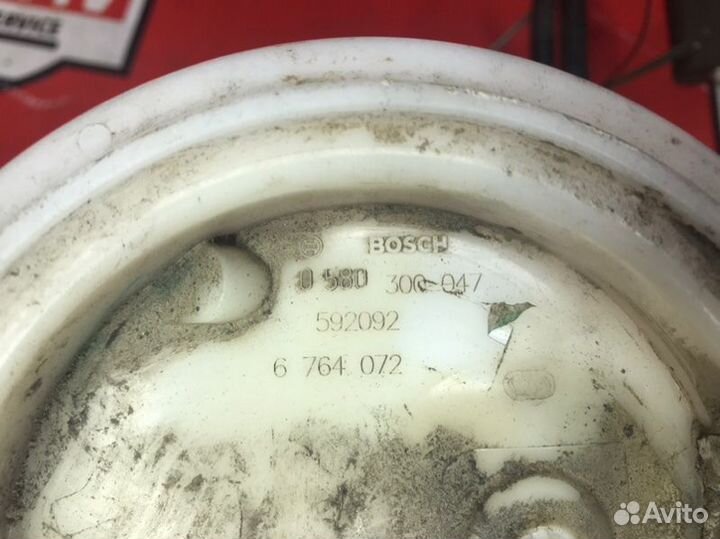 SERVICE
BOSCH
0 580 300 047
592092
6 764 072
Avito